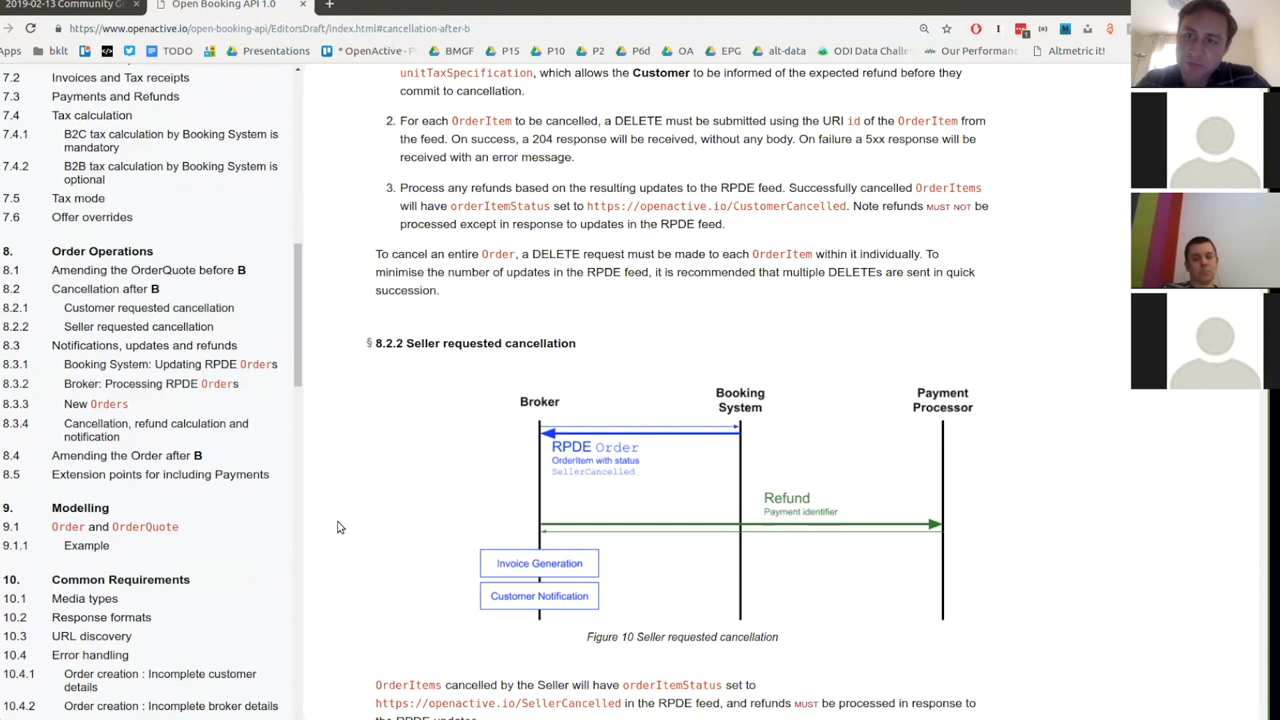 2019-02-13 Community G
Open Booking API 1.0
https://www.openactive.io/open-booking-api/EditorsDraft/index.html#cancellation-after-b
Apps bklt TODO Presentations * OpenActive - P BMGF P15 P10 P2 P6d OA EPG alt-data ODI Data Challe Our Performanc Altmetric it!
7.2 Invoices and Tax receipts
7.3 Payments and Refunds
7.4 Tax calculation
7.4.1 B2C tax calculation by Booking System is
mandatory
7.4.2 B2B tax calculation by Booking System is
optional
7.5 Tax mode
7.6 Offer overrides
8. Order Operations
8.1 Amending the OrderQuote before B
8.2 Cancellation after B
8.2.1 Customer requested cancellation
8.2.2 Seller requested cancellation
8.3 Notifications, updates and refunds
8.3.1 Booking System: Updating RPDE Orders
8.3.2 Broker: Processing RPDE Orders
8.3.3 New Orders
8.3.4 Cancellation, refund calculation and
notification
8.4 Amending the Order after B
8.5 Extension points for including Payments
9. Modelling
9.1 Order and OrderQuote
9.1.1 Example
10. Common Requirements
10.1 Media types
10.2 Response formats
10.3 URL discovery
10.4 Error handling
10.4.1 Order creation : Incomplete customer
details
10.4.2 Order creation : Incomplete broker details
unitTaxSpecification, which allows the Customer to be informed of the expected refund before they
commit to cancellation.
2. For each OrderItem to be cancelled, a DELETE must be submitted using the URI id of the OrderItem from
the feed. On success, a 204 response will be received, without any body. On failure a 5xx response will be
received with an error message.
3. Process any refunds based on the resulting updates to the RPDE feed. Successfully cancelled OrderItems
will have orderItemStatus set to https://openactive.io/CustomerCancelled. Note refunds MUST NOT be
processed except in response to updates in the RPDE feed.
To cancel an entire Order, a DELETE request must be made to each OrderItem within it individually. To
minimise the number of updates in the RPDE feed, it is recommended that multiple DELETEs are sent in quick
succession.
§ 8.2.2 Seller requested cancellation
Broker
Booking
System
Payment
Processor
RPDE Order
OrderItem with status
SellerCancelled
Refund
Payment identifier
Invoice Generation
Customer Notification
Figure 10 Seller requested cancellation
OrderItems cancelled by the Seller will have orderItemStatus set to
https://openactive.io/SellerCancelled in the RPDE feed, and refunds MUST be processed in response to
the RPDE updates